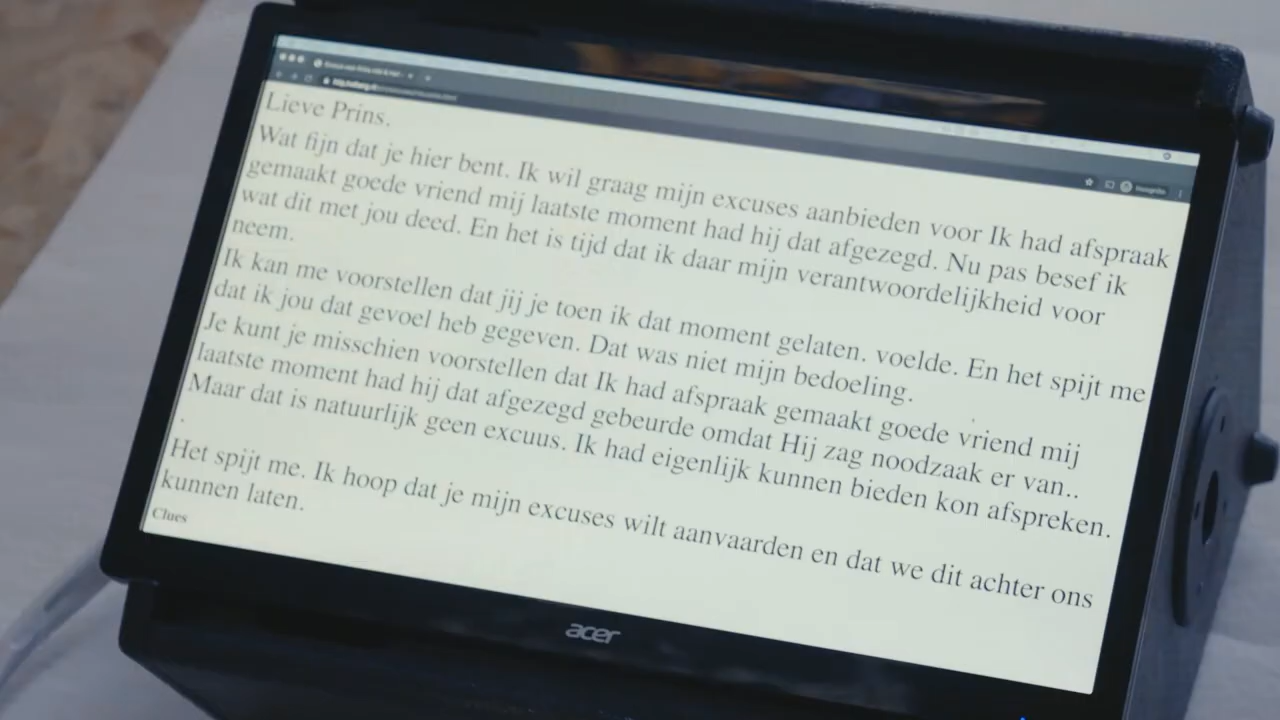 Lieve Prins.
Wat fijn dat je hier bent. Ik wil graag mijn excuses aanbieden voor Ik had afspraak
gemaakt goede vriend mij laatste moment had hij dat afgezegd. Nu pas besef ik
wat dit met jou deed. En het is tijd dat ik daar mijn verantwoordelijkheid voor
neem.
Ik kan me voorstellen dat jij je toen ik dat moment gelaten. voelde. En het spijt me
dat ik jou dat gevoel heb gegeven. Dat was niet mijn bedoeling.
Je kunt je misschien voorstellen dat Ik had afspraak gemaakt goede vriend mij
laatste moment had hij dat afgezegd gebeurde omdat Hij zag noodzaak er van..
Maar dat is natuurlijk geen excuus. Ik had eigenlijk kunnen bieden kon afspreken.
.
Het spijt me. Ik hoop dat je mijn excuses wilt aanvaarden en dat we dit achter ons
kunnen laten.
Clues
acer